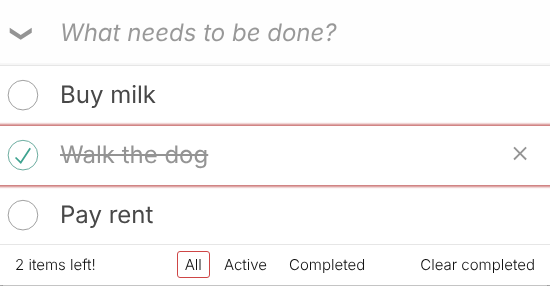 What needs to be done?
Buy milk
Walk the dog
Pay rent
2 items left! All Active Completed Clear completed